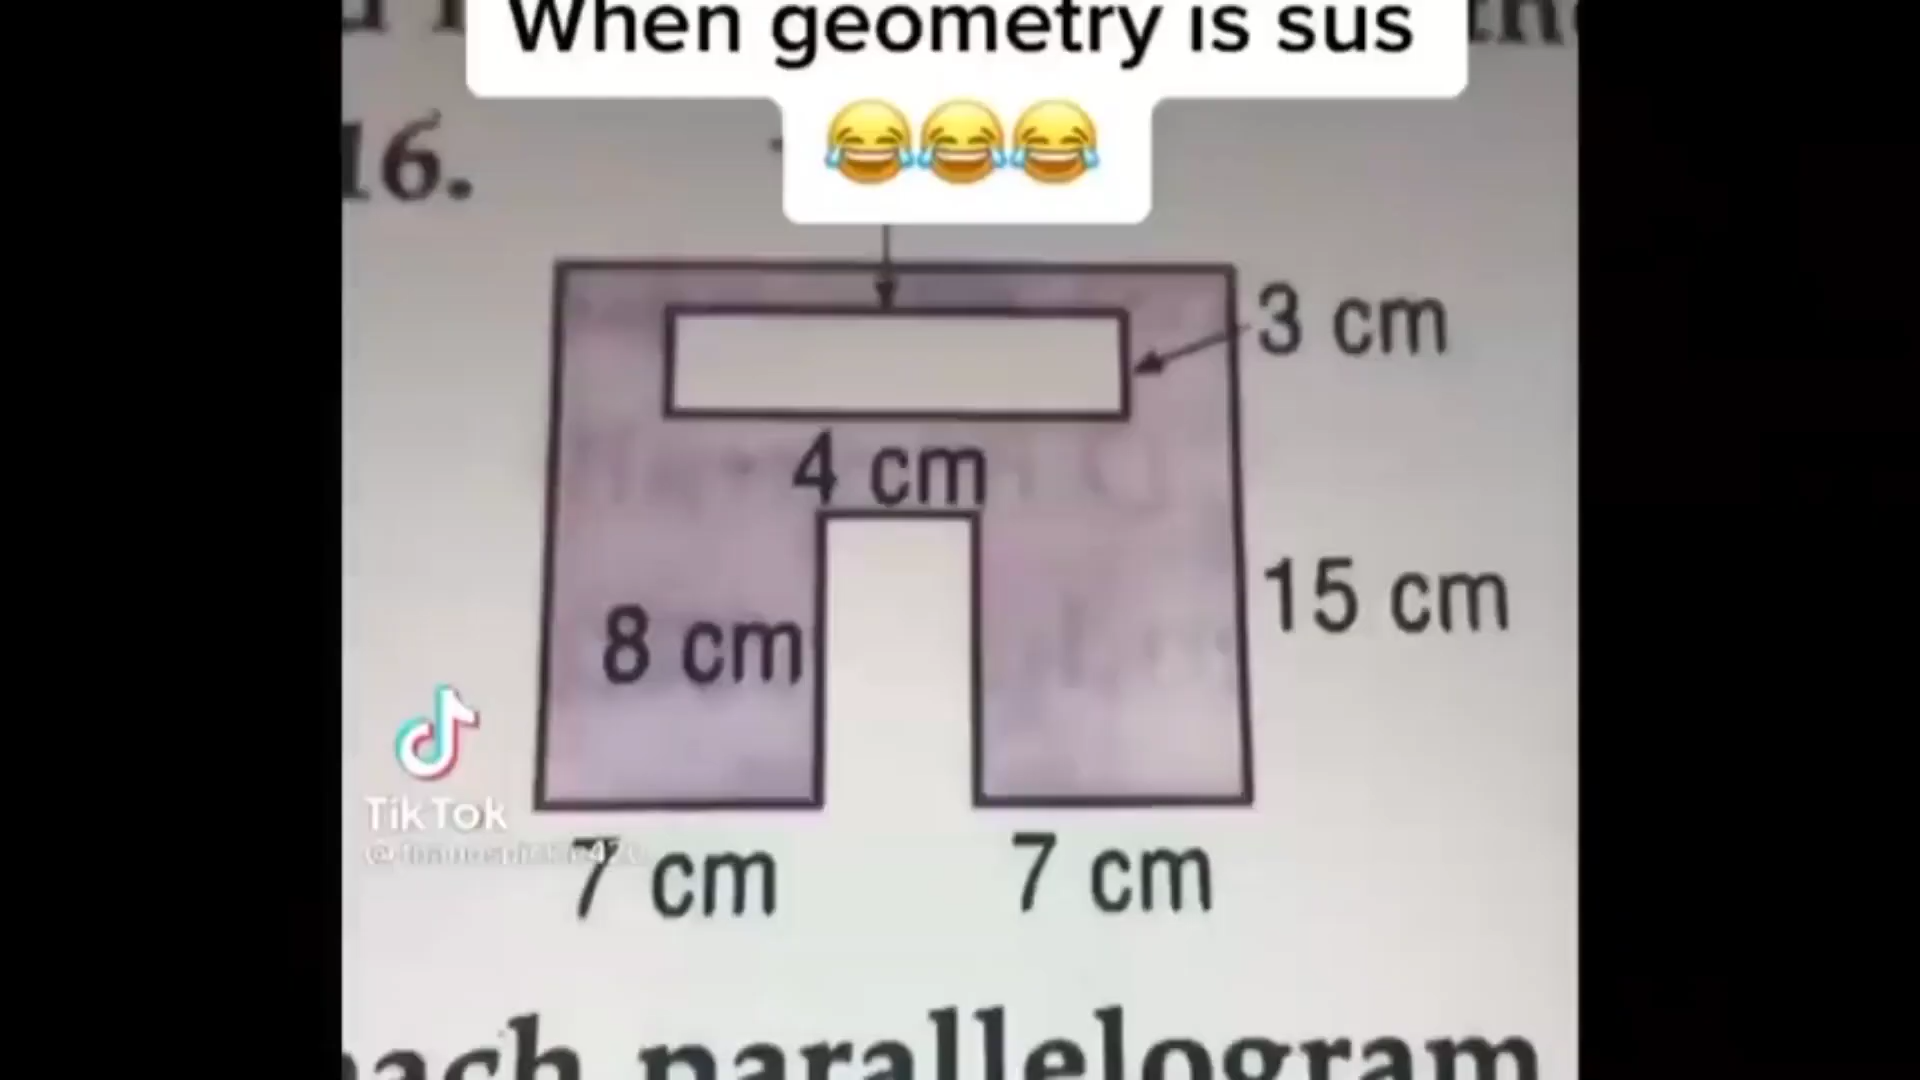 When geometry is sus
😂😂😂
16.
3 cm
4 cm
15 cm
8 cm
TikTok
7 cm
7 cm
parallelogram